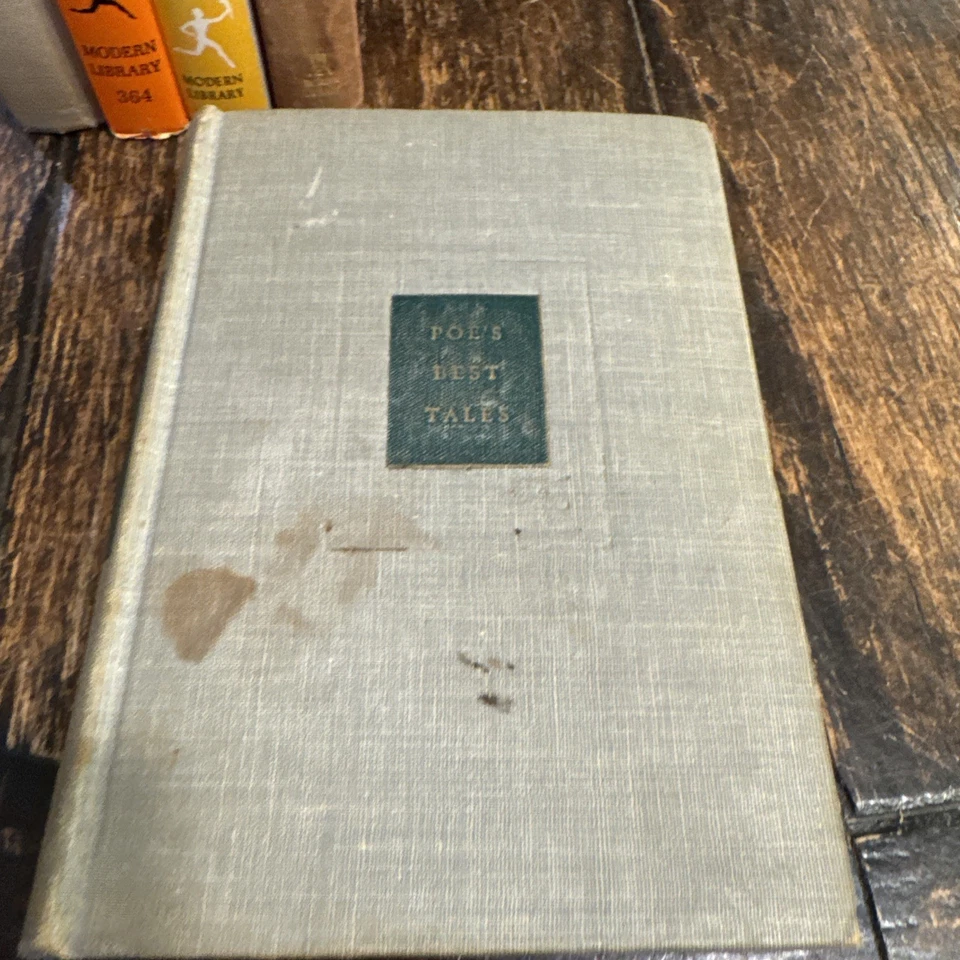 MODERN
LIBRARY
364
MODERN
LIBRARY
POE'S
BEST
TALES